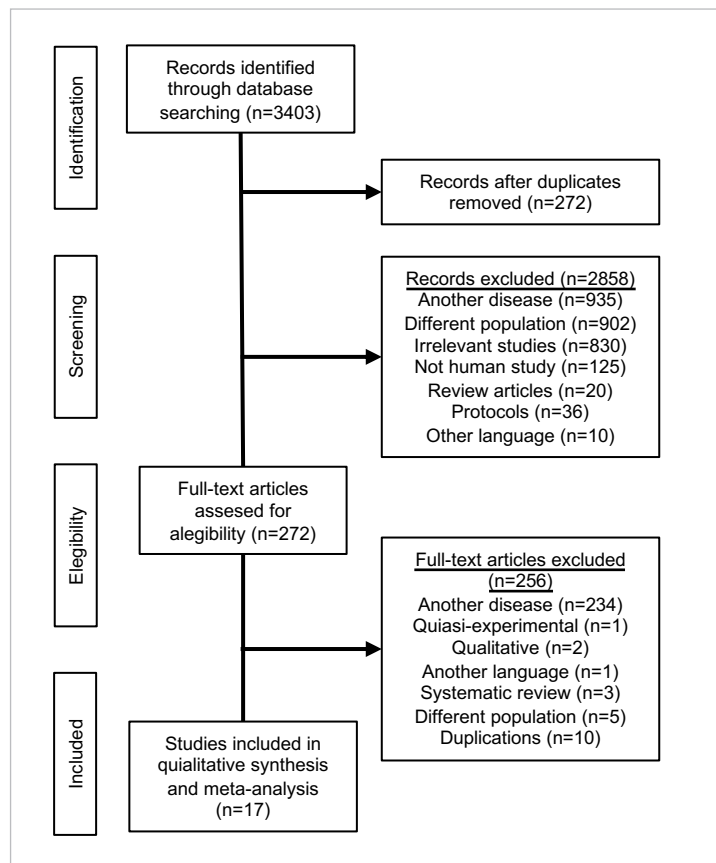 Identification
Records identified
through database
searching (n=3403)
Records after duplicates
removed (n=272)
Screening
Records excluded (n=2858)
Another disease (n=935)
Different population (n=902)
Irrelevant studies (n=830)
Not human study (n=125)
Review articles (n=20)
Protocols (n=36)
Other language (n=10)
Elegibility
Full-text articles
assesed for
alegibility (n=272)
Full-text articles excluded
(n=256)
Another disease (n=234)
Quiasi-experimental (n=1)
Qualitative (n=2)
Another language (n=1)
Systematic review (n=3)
Different population (n=5)
Duplications (n=10)
Included
Studies included in
quialitative synthesis
and meta-analysis
(n=17)